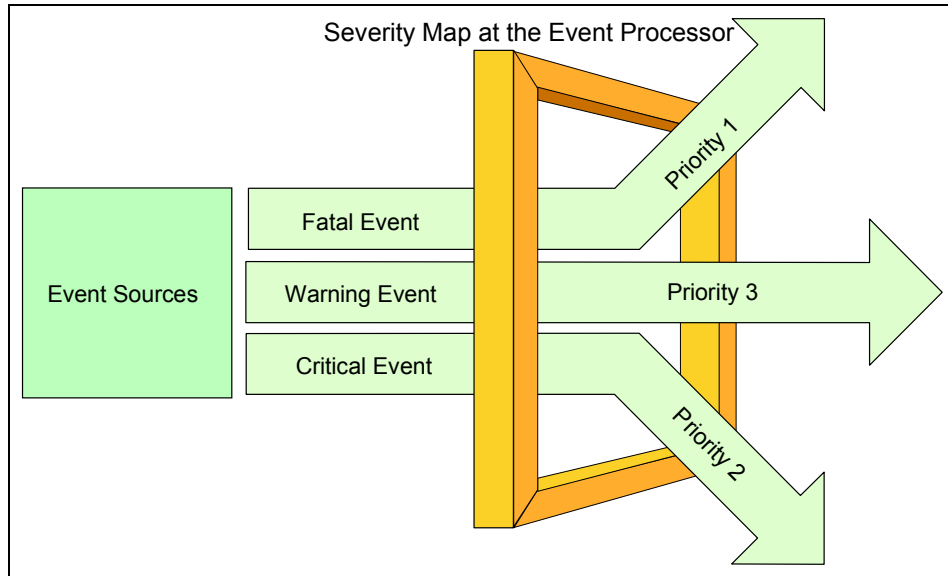 Severity Map at the Event Processor
Priority 1
Fatal Event
Event Sources
Warning Event
Priority 3
Critical Event
Priority 2